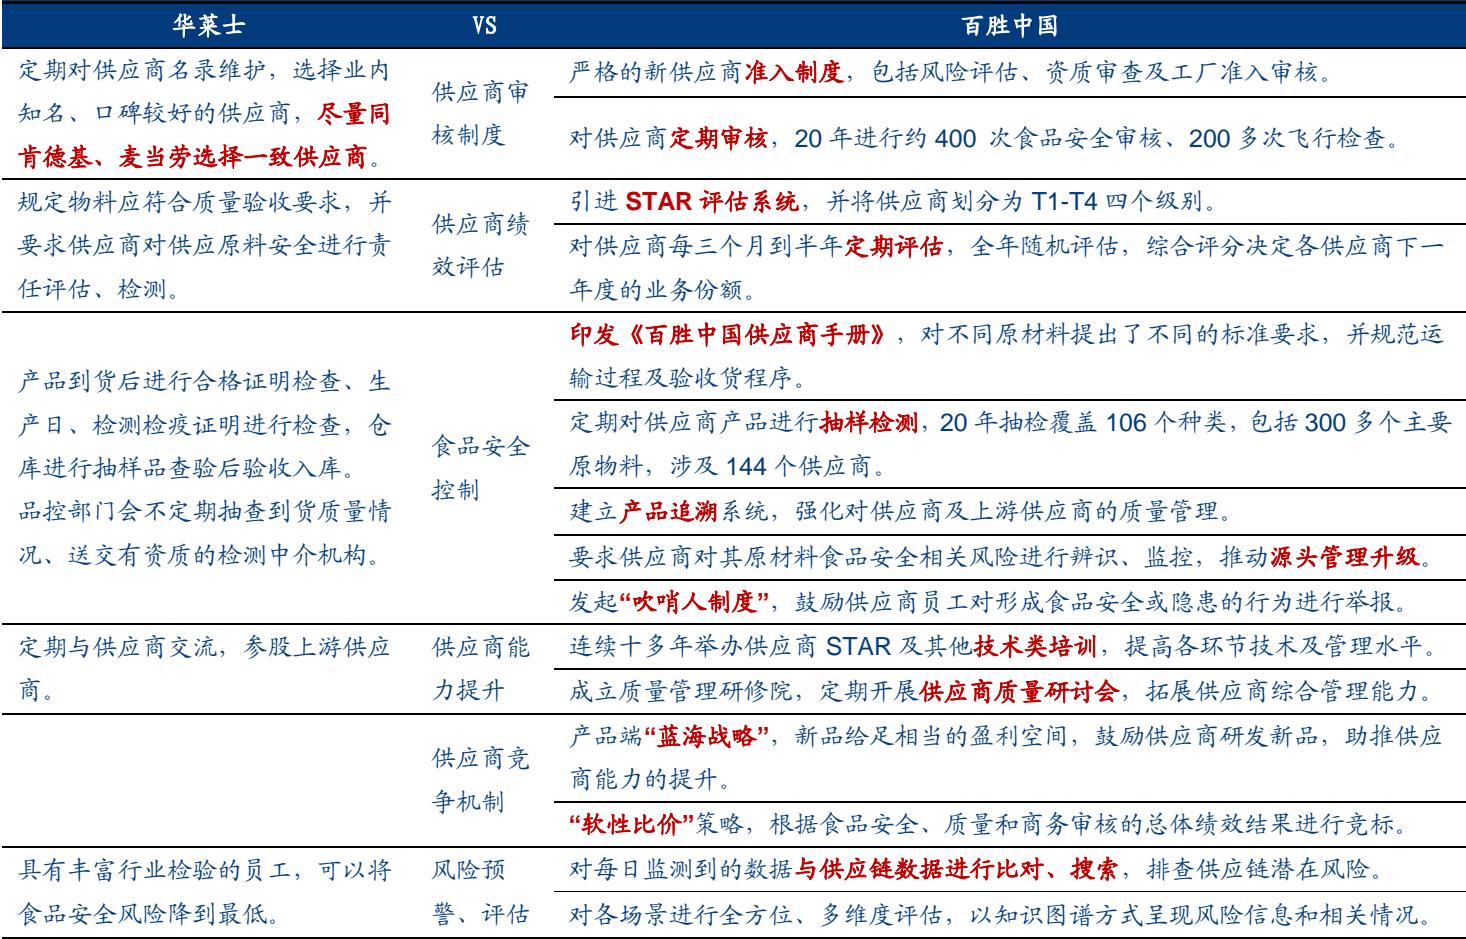 华莱士
VS
百胜中国
定期对供应商名录维护，选择业内
知名、口碑较好的供应商，尽量同
肯德基、麦当劳选择一致供应商。
供应商审
核制度
严格的新供应商准入制度，包括风险评估、资质审查及工厂准入审核。
对供应商定期审核，20 年进行约 400 次食品安全审核、200 多次飞行检查。
规定物料应符合质量验收要求，并
要求供应商对供应原料安全进行责
任评估、检测。
供应商绩
效评估
引进 STAR 评估系统，并将供应商划分为 T1-T4 四个级别。
对供应商每三个月到半年定期评估，全年随机评估，综合评分决定各供应商下一
年度的业务份额。
产品到货后进行合格证明检查、生
产日、检测检疫证明进行检查，仓
库进行抽样品查验后验收入库。
品控部门会不定期抽查到货质量情
况、送交有资质的检测中介机构。
食品安全
控制
印发《百胜中国供应商手册》，对不同原材料提出了不同的标准要求，并规范运
输过程及验收货程序。
定期对供应商产品进行抽样检测，20 年抽检覆盖 106 个种类，包括 300 多个主要
原物料，涉及 144 个供应商。
建立产品追溯系统，强化对供应商及上游供应商的质量管理。
要求供应商对其原材料食品安全相关风险进行辨识、监控，推动源头管理升级。
发起“吹哨人制度”，鼓励供应商员工对形成食品安全或隐患的行为进行举报。
定期与供应商交流，参股上游供应
商。
供应商能
力提升
连续十多年举办供应商 STAR 及其他技术类培训，提高各环节技术及管理水平。
成立质量管理研修院，定期开展供应商质量研讨会，拓展供应商综合管理能力。
供应商竞
争机制
产品端“蓝海战略”，新品给足相当的盈利空间，鼓励供应商研发新品，助推供应
商能力的提升。
“软性比价”策略，根据食品安全、质量和商务审核的总体绩效结果进行竞标。
具有丰富行业检验的员工，可以将
食品安全风险降到最低。
风险预
警、评估
对每日监测到的数据与供应链数据进行比对、搜索，排查供应链潜在风险。
对各场景进行全方位、多维度评估，以知识图谱方式呈现风险信息和相关情况。